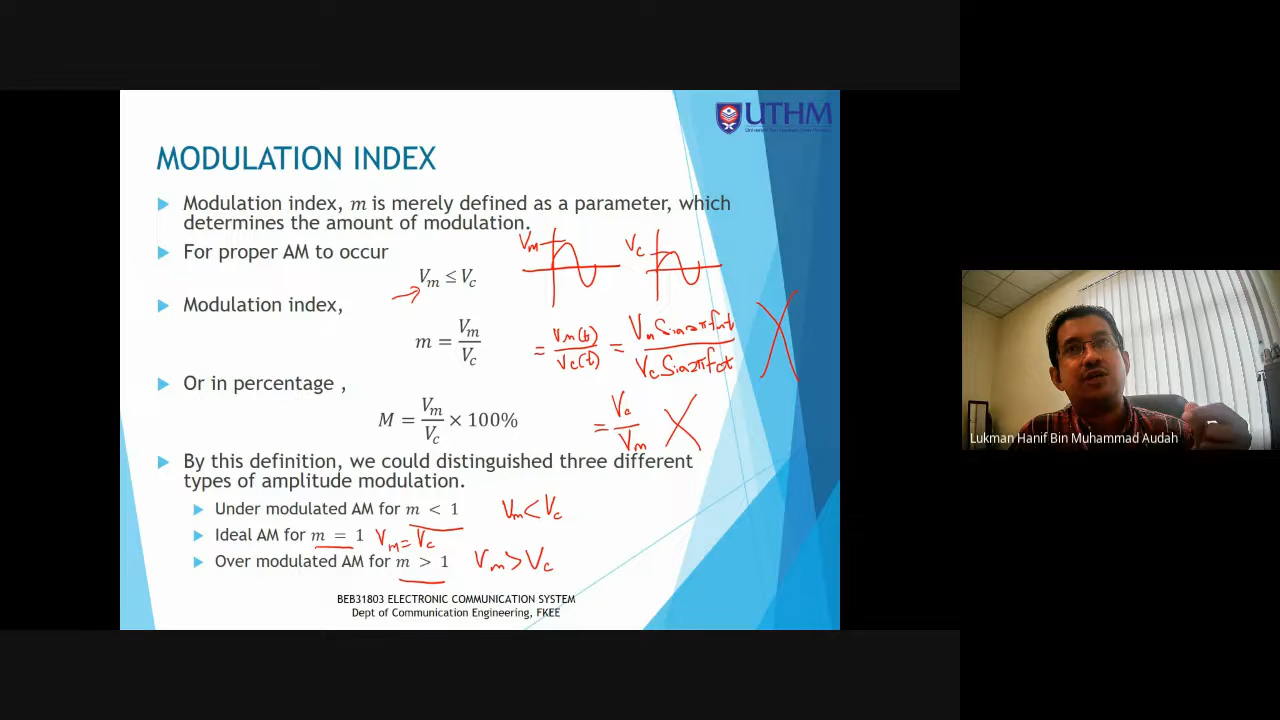 UTHM
MODULATION INDEX
Modulation index, m is merely defined as a parameter, which
determines the amount of modulation.
For proper AM to occur
Vm Vc
Vm ≤ Vc
Modulation index,
m = Vm/Vc = Vm(t)/Vc(t) = Vm Sin2πfmt/Vc Sin2πfct X
Or in percentage ,
M = Vm/Vc × 100% = Vc/Vm X
By this definition, we could distinguished three different
types of amplitude modulation.
Under modulated AM for m < 1 Vm < Vc
Ideal AM for m = 1 Vm = Vc
Over modulated AM for m > 1 Vm > Vc
BEB31803 ELECTRONIC COMMUNICATION SYSTEM
Dept of Communication Engineering, FKEE
Lukman Hanif Bin Muhammad Audah